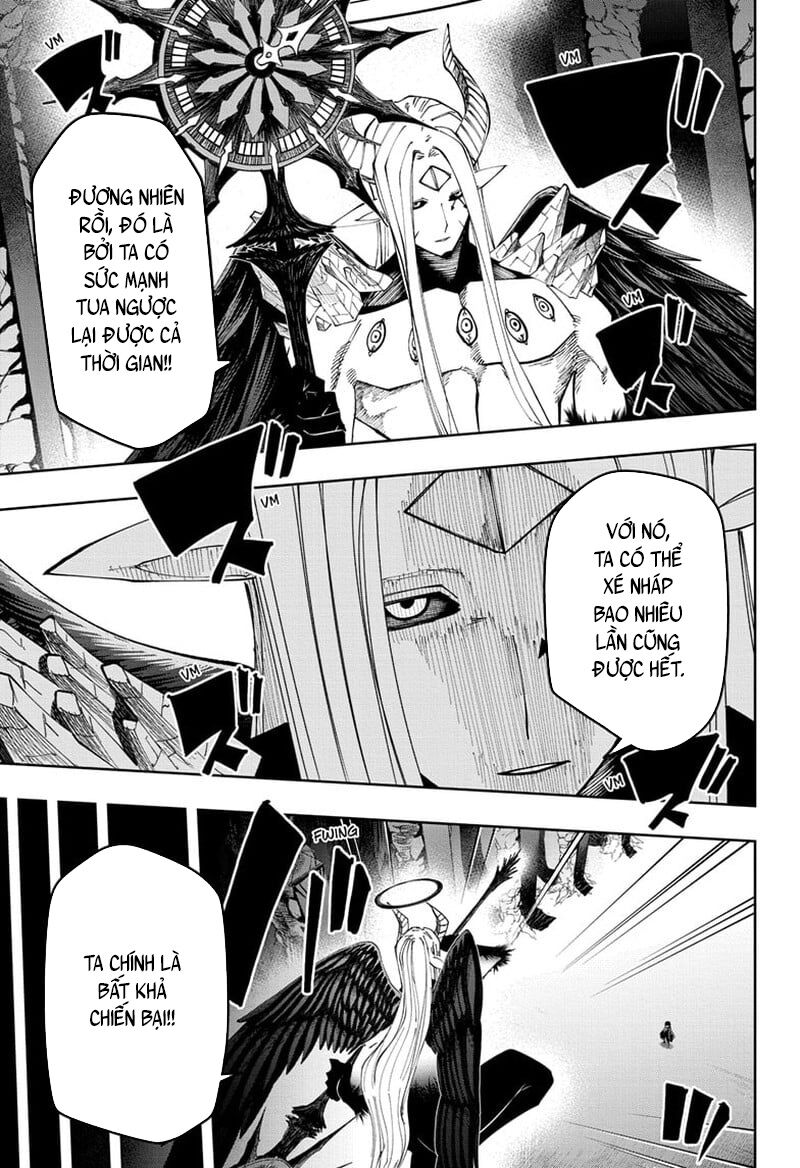 VM
VM
ĐƯƠNG NHIÊN
RỒI, ĐÓ LÀ
BỞI TA CÓ
SỨC MẠNH
TUA NGƯỢC
LẠI ĐƯỢC CẢ
THỜI GIAN!!
VM
VM
VỚI NÓ,
TA CÓ THỂ
XÉ NHÁP
BAO NHIÊU
LẦN CŨNG
ĐƯỢC HẾT.
VM
VM
FWING
TA CHÍNH LÀ
BẤT KHẢ
CHIẾN BẠI!!